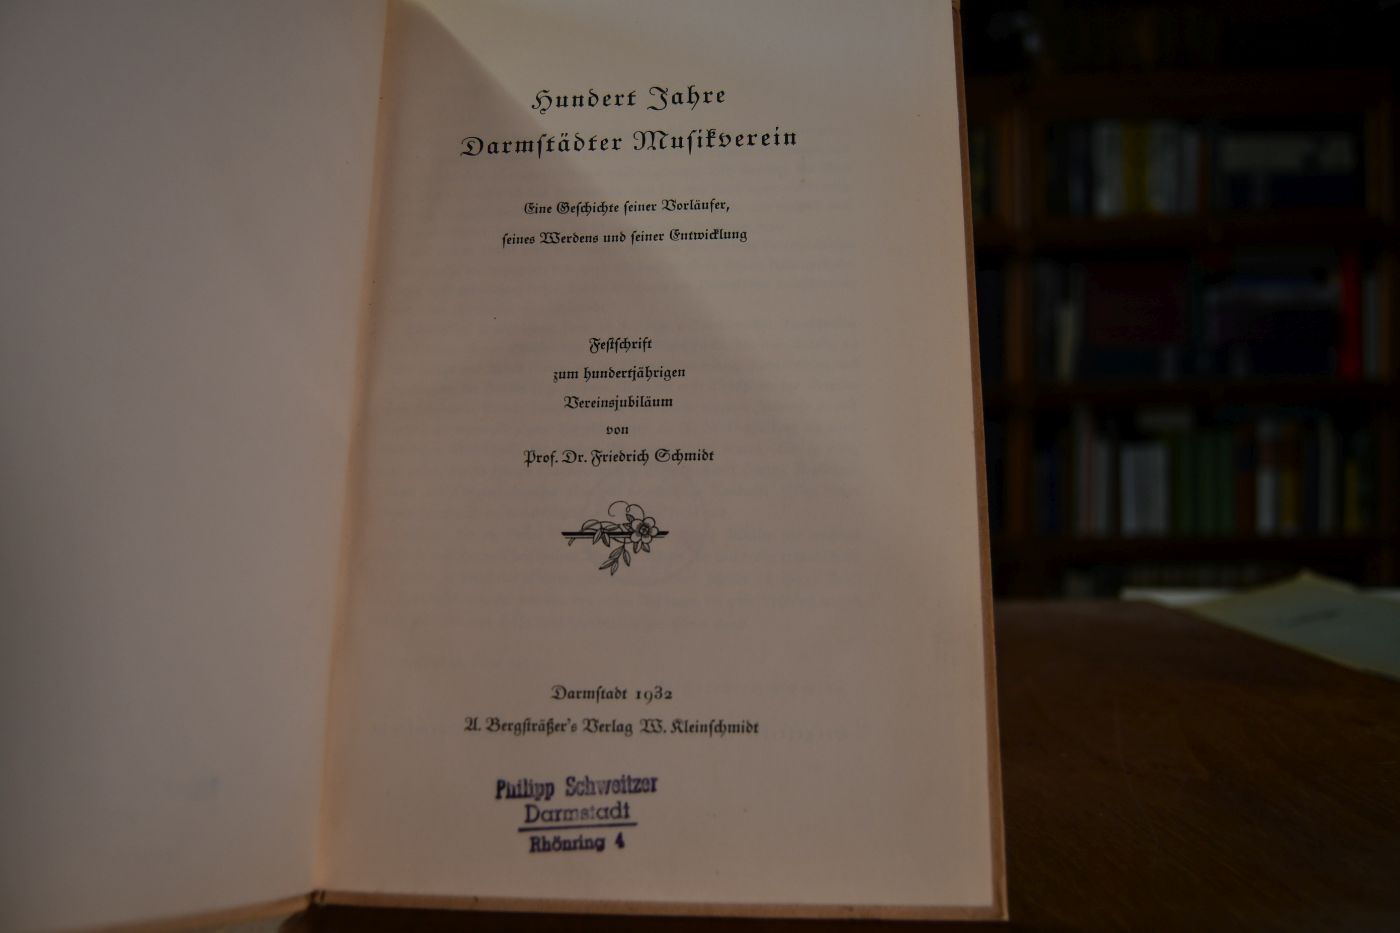 Hundert Jahre
Darmſtädter Muſikverein
Eine Geſchichte ſeiner Vorläufer,
ſeines Werdens und ſeiner Entwicklung
Feſtſchrift
zum hundertjährigen
Vereinsjubiläum
von
Prof. Dr. Friedrich Schmidt
Darmſtadt 1932
A. Bergſträßer's Verlag W. Kleinſchmidt
Philipp Schweitzer
Darmstadt
Rhönring 4